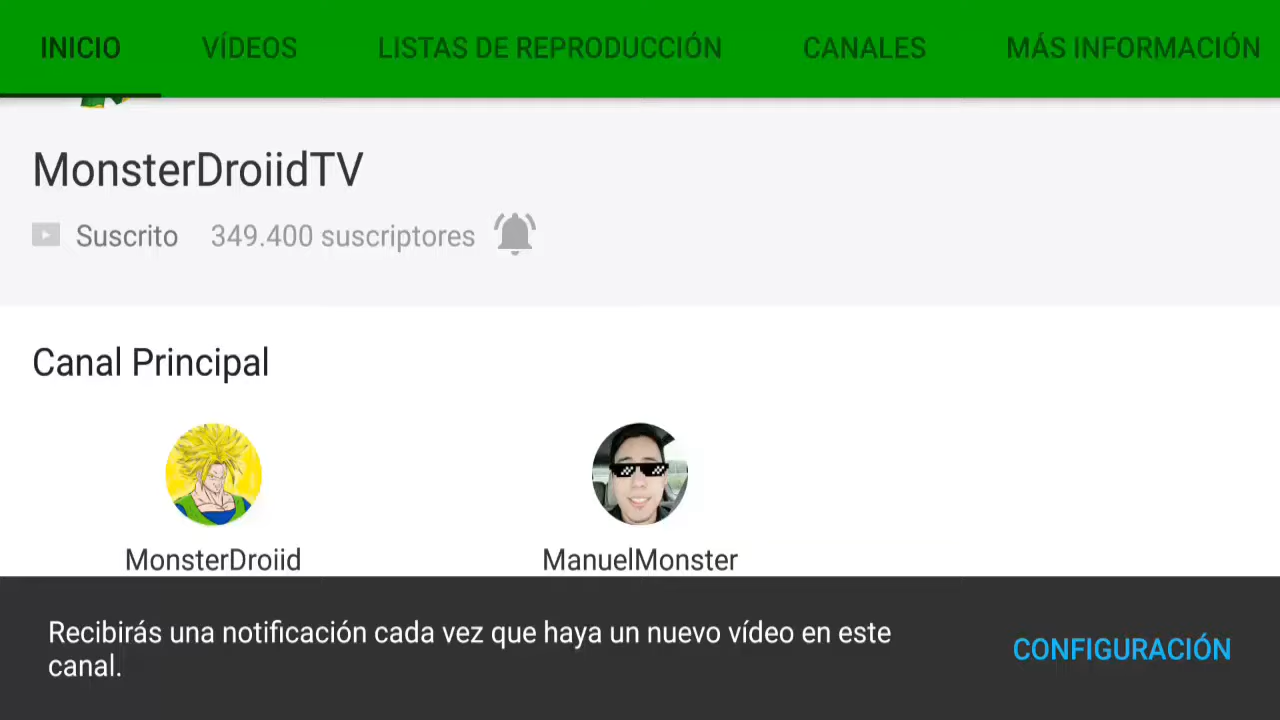 INICIO VÍDEOS LISTAS DE REPRODUCCIÓN CANALES MÁS INFORMACIÓN
MonsterDroiidTV
Suscrito 349.400 suscriptores
Canal Principal
MonsterDroiid ManuelMonster
Recibirás una notificación cada vez que haya un nuevo vídeo en este
canal.
CONFIGURACIÓN